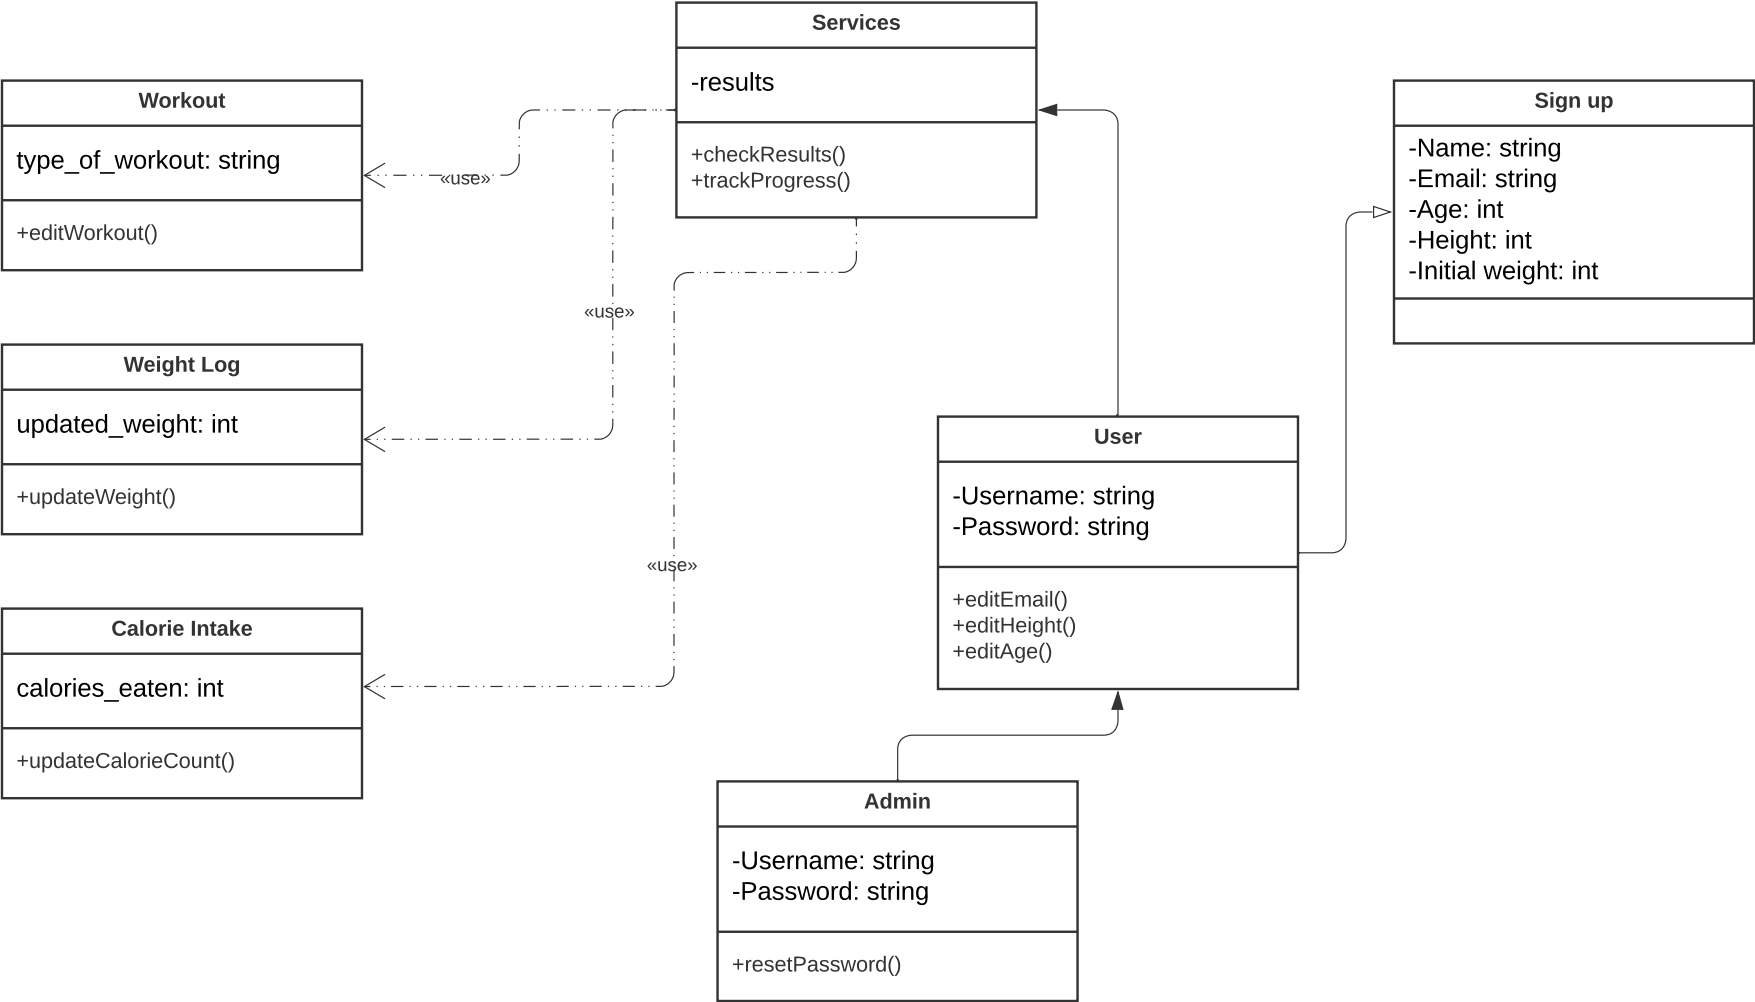 Services
-results
+checkResults()
+trackProgress()
Workout
type_of_workout: string
+editWorkout()
«use»
Sign up
-Name: string
-Email: string
-Age: int
-Height: int
-Initial weight: int
«use»
Weight Log
updated_weight: int
+updateWeight()
User
-Username: string
-Password: string
+editEmail()
+editHeight()
+editAge()
«use»
Calorie Intake
calories_eaten: int
+updateCalorieCount()
Admin
-Username: string
-Password: string
+resetPassword()